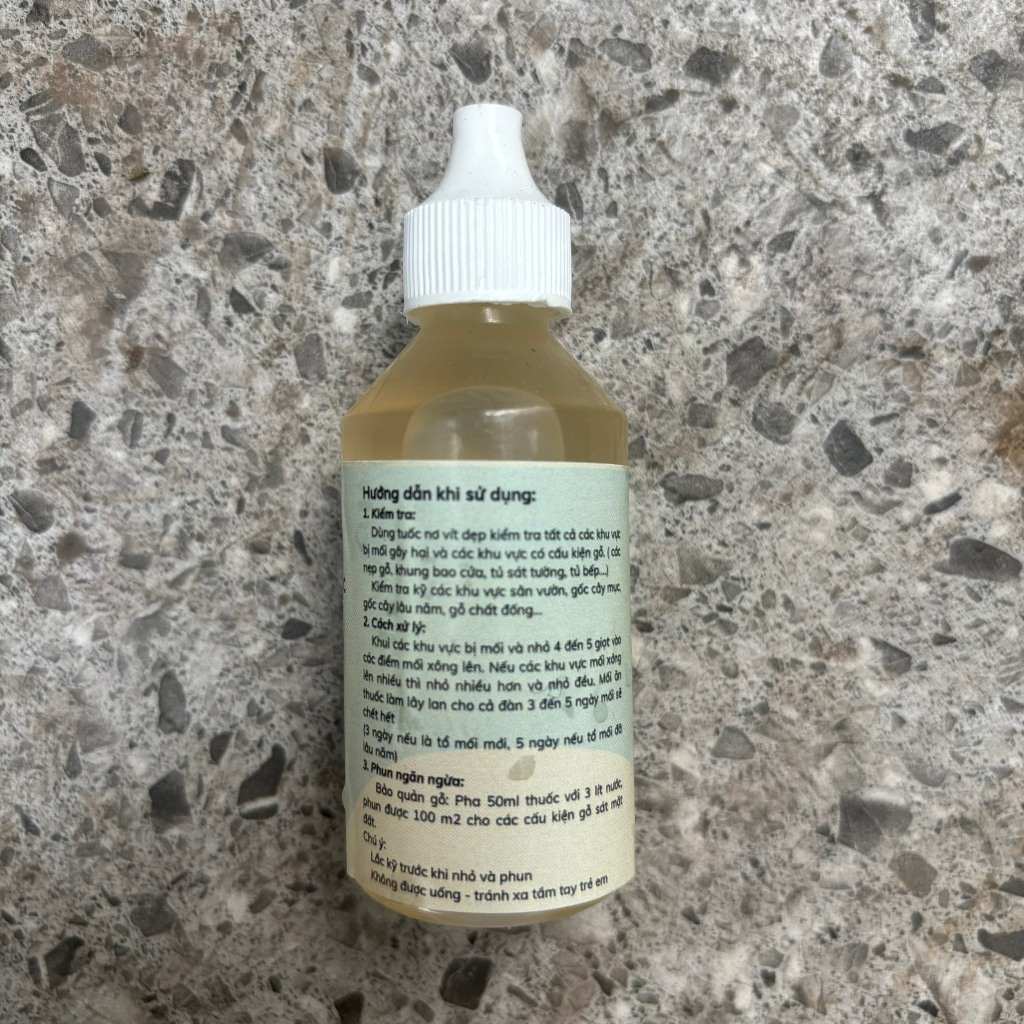 Hướng dẫn khi sử dụng:
1. Kiểm tra:
Dùng tuốc nơ vít dẹp kiểm tra tất cả các khu vực
bị mối gây hại và các khu vực có cấu kiện gỗ. ( các
nẹp gỗ, khung bao cửa, tủ sát tường, tủ bếp...)
Kiểm tra kỹ các khu vực sân vườn, gốc cây mục,
gốc cây lâu năm, gỗ chất đống...
2. Cách xử lý:
Khui các khu vực bị mối và nhỏ 4 đến 5 giọt vào
các điểm mối xông lên. Nếu các khu vực mối xông
lên nhiều thì nhỏ nhiều hơn và nhỏ đều. Mối ăn
thuốc làm lây lan cho cả đàn 3 đến 5 ngày mối sẽ
chết hết
(3 ngày nếu là tổ mối mới, 5 ngày nếu tổ mối đã
lâu năm)
3. Phun ngăn ngừa:
Bảo quản gỗ: Pha 50ml thuốc với 3 lít nước,
phun được 100 m2 cho các cấu kiện gỗ sát mặt
đất.
Chú ý:
Lắc kỹ trước khi nhỏ và phun
Không được uống - tránh xa tầm tay trẻ em